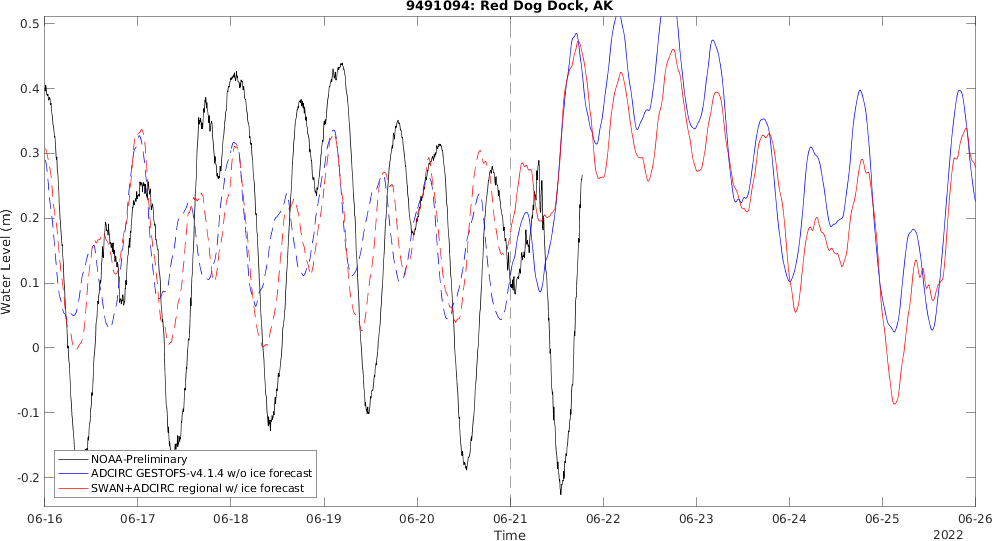 9491094: Red Dog Dock, AK
0.5
0.4
0.3
0.2
0.1
0
-0.1
-0.2
Water Level (m)
NOAA-Preliminary
ADCIRC GESTOFS-v4.1.4 w/o ice forecast
SWAN+ADCIRC regional w/ ice forecast
06-16 06-17 06-18 06-19 06-20 06-21 06-22 06-23 06-24 06-25 06-26
Time
2022